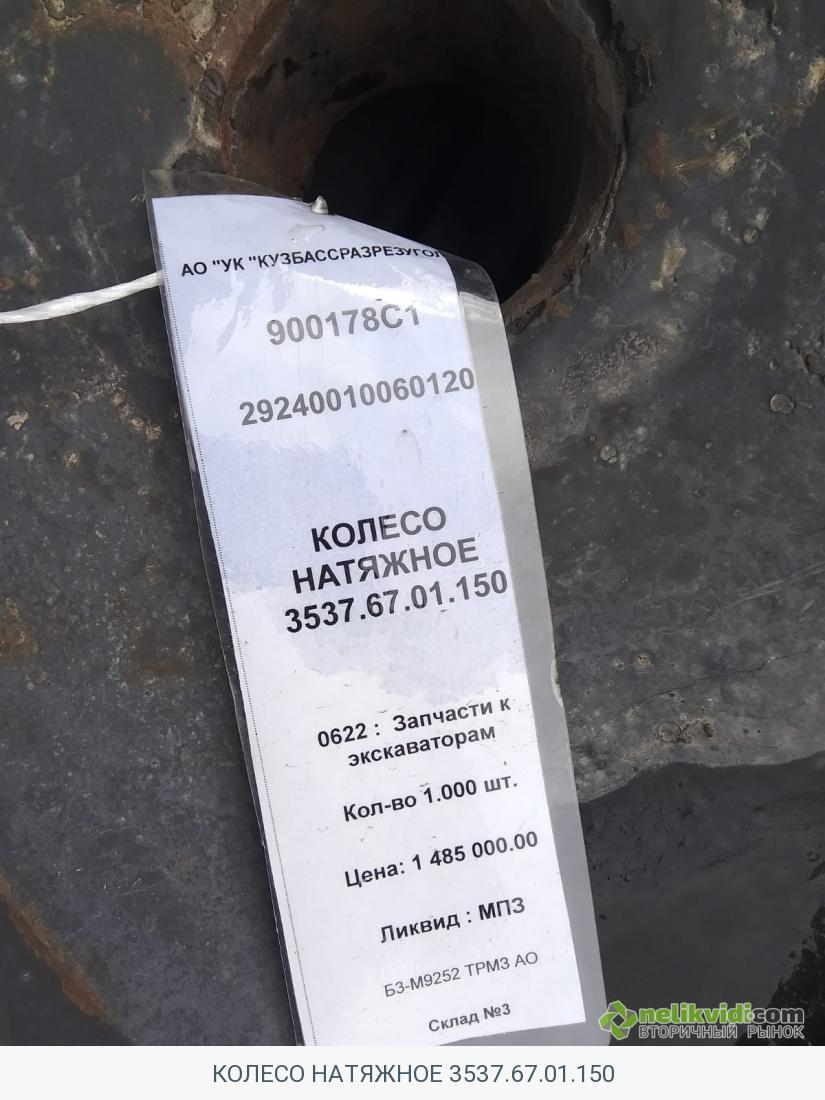 АО "УК "КУЗБАССРАЗРЕЗУГОЛ
900178С1
29240010060120
КОЛЕСО
НАТЯЖНОЕ
3537.67.01.150
0622 : Запчасти к
экскаваторам
Кол-во 1.000 шт.
Цена: 1 485 000.00
Ликвид : МПЗ
БЗ-М9252 ТРМЗ АО
Склад №3
nelikvidi.com
ВТОРИЧНЫЙ РЫНОК
КОЛЕСО НАТЯЖНОЕ 3537.67.01.150